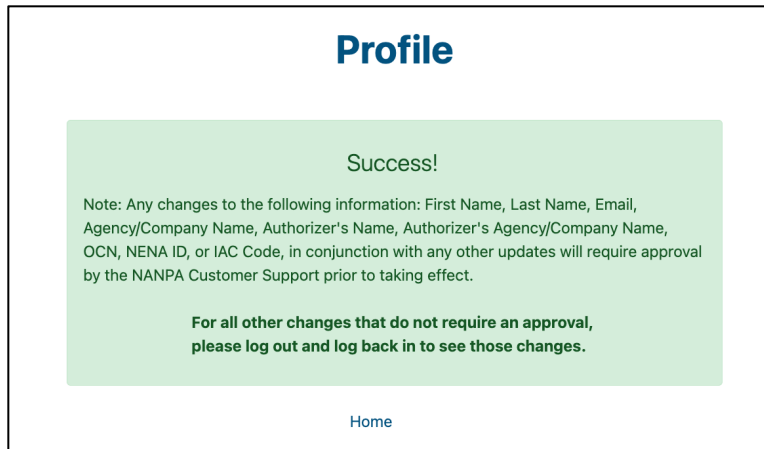 Profile
Success!
Note: Any changes to the following information: First Name, Last Name, Email,
Agency/Company Name, Authorizer's Name, Authorizer's Agency/Company Name,
OCN, NENA ID, or IAC Code, in conjunction with any other updates will require approval
by the NANPA Customer Support prior to taking effect.
For all other changes that do not require an approval,
please log out and log back in to see those changes.
Home